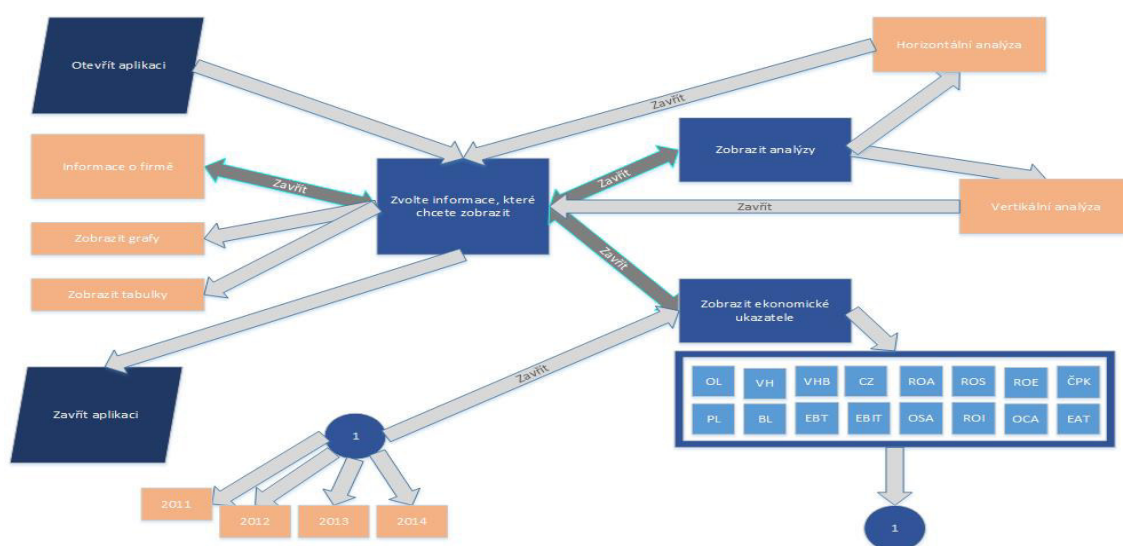 Otevřít aplikaci
Horizontální analýza
Zavřít
Informace o firmě
Zavřít
Zvolte informace, které
chcete zobrazit
Zavřít
Zobrazit analýzy
Zavřít
Vertikální analýza
Zobrazit grafy
Zobrazit tabulky
Zavřít
Zobrazit ekonomické
ukazatele
Zavřít
Zavřít aplikaci
OL VH VHB CZ ROA ROS ROE ČPK
PL BL EBT EBIT OSA ROI OCA EAT
1
2011
2012
2013
2014
1